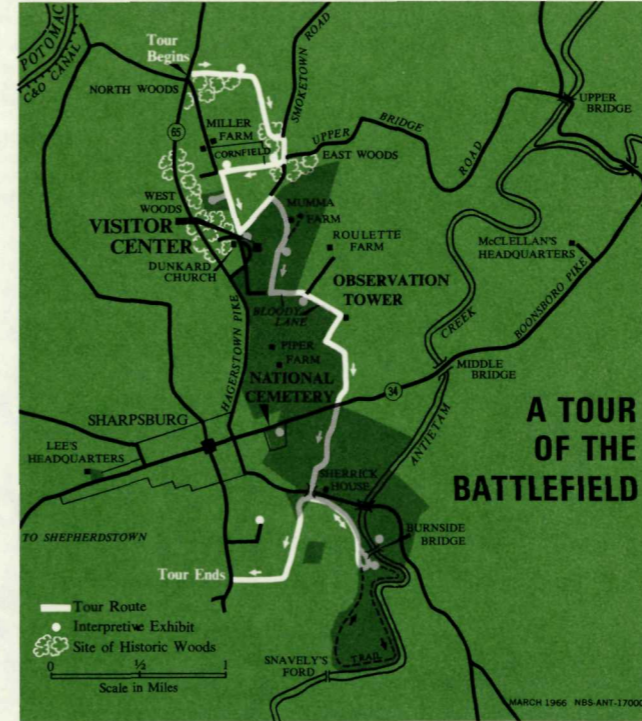 POTOMAC
C&O CANAL
Tour
Begins
NORTH WOODS
SMOKETOWN ROAD
65
MILLER
FARM
CORNFIELD
UPPER BRIDGE ROAD
UPPER
BRIDGE
EAST WOODS
WEST
WOODS
MUMMA
FARM
VISITOR
CENTER
ROULETTE
FARM
McCLELLAN'S
HEADQUARTERS
DUNKARD
CHURCH
OBSERVATION
TOWER
BLOODY
LANE
HAGERSTOWN PIKE
CREEK
BOONSBORO PIKE
PIPER
FARM
MIDDLE
BRIDGE
NATIONAL
CEMETERY
34
SHARPSBURG
ANTIETAM
A TOUR
OF THE
BATTLEFIELD
LEE'S
HEADQUARTERS
SHERRICK
HOUSE
TO SHEPHERDSTOWN
BURNSIDE
BRIDGE
Tour Ends
Tour Route
Interpretive Exhibit
Site of Historic Woods
0 ½ 1
Scale in Miles
SNAVELY'S
FORD
TRAIL
MARCH 1966 NBS-ANT-17000